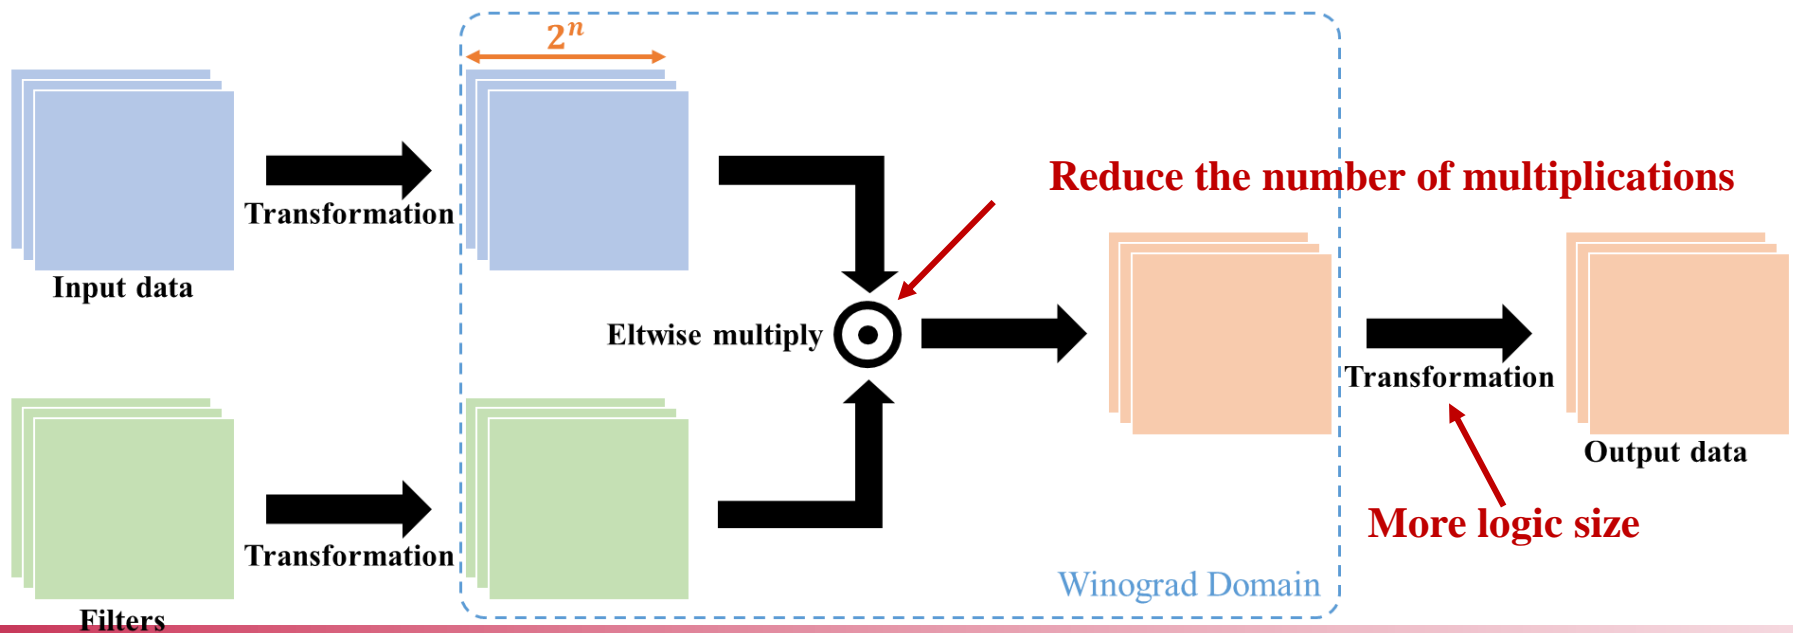 2ⁿ
Reduce the number of multiplications
Transformation
Input data
Eltwise multiply
Transformation
Output data
More logic size
Transformation
Winograd Domain
Filters